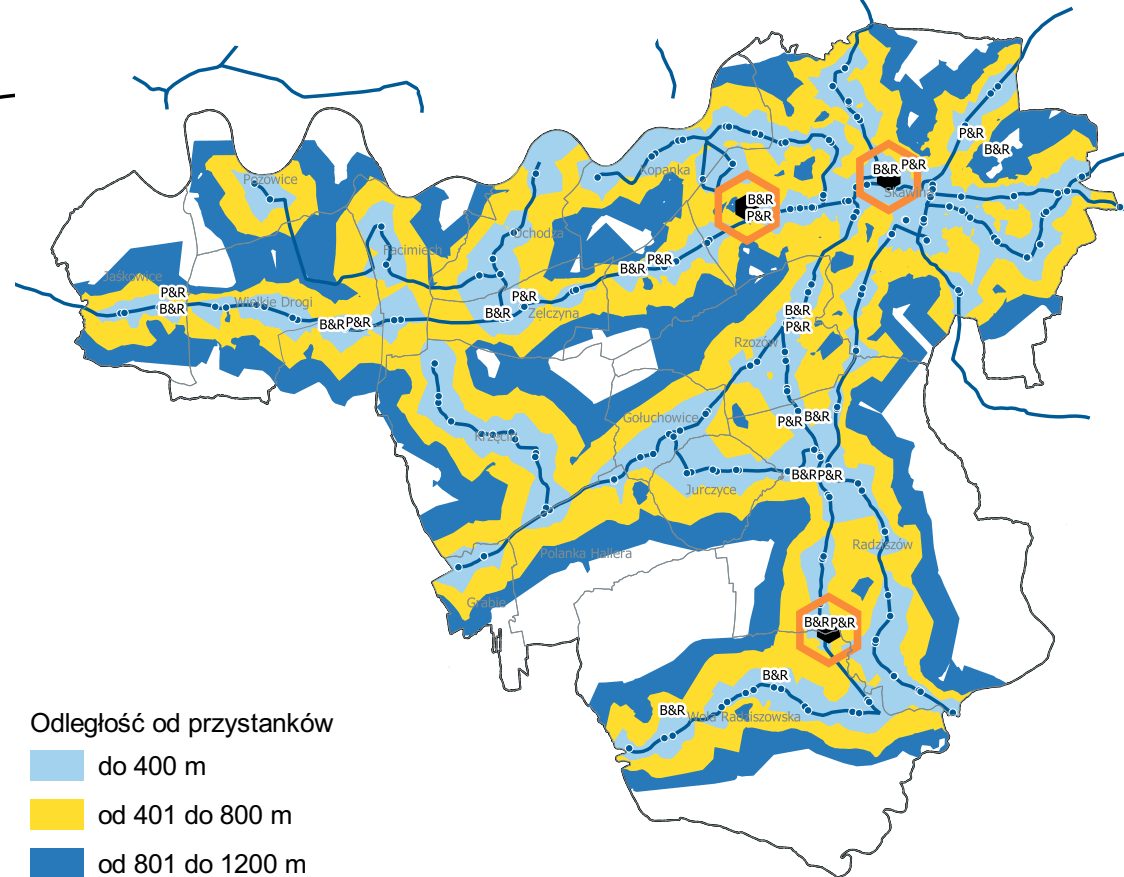 P&R
B&R
Kopanka
B&R P&R
Skawina
Pozowice
B&R
P&R
Ochodza
Facimiech
B&R P&R
Jaśkowice
P&R
B&R
Wielkie Drogi
P&R
B&R
Zelczyna
B&R P&R
B&R
P&R
Rzozów
Gołuchowice
P&R B&R
Krzęcin
B&R P&R
Jurczyce
Radziszów
Polanka Hallera
Grabie
B&R P&R
B&R
B&R
Wola Radziszowska
Odległość od przystanków
do 400 m
od 401 do 800 m
od 801 do 1200 m